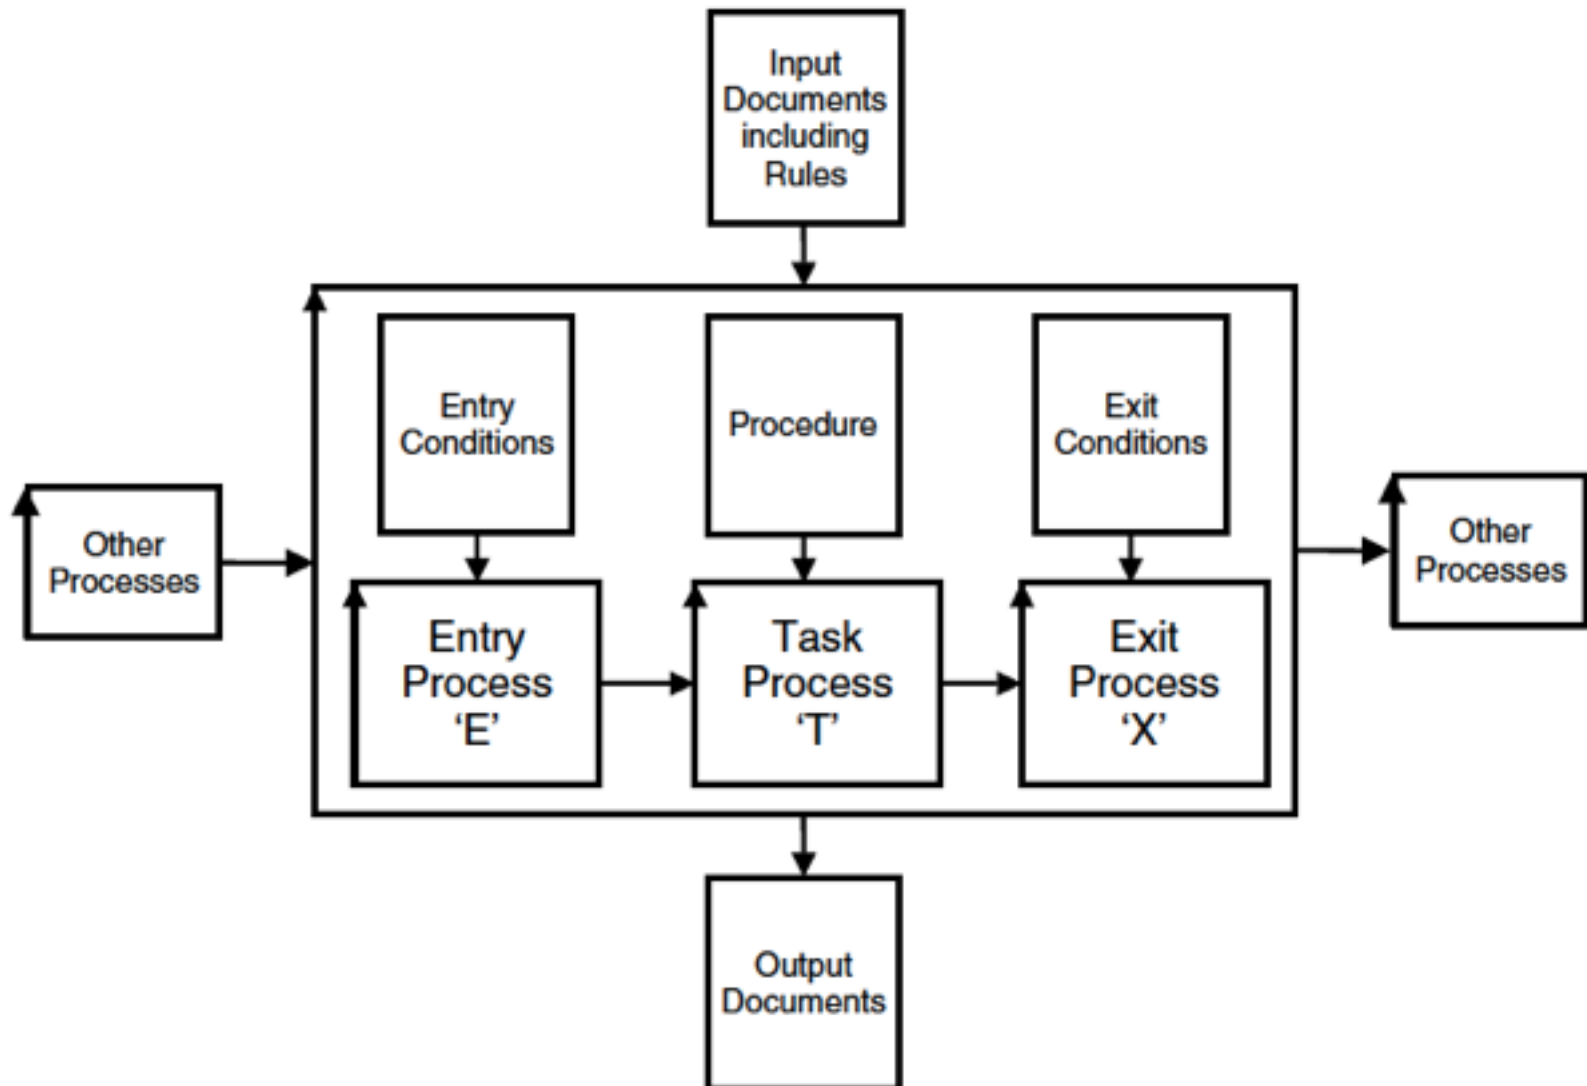 Input
Documents
including
Rules
Entry
Conditions
Procedure
Exit
Conditions
Other
Processes
Other
Processes
Entry
Process
‘E’
Task
Process
‘T’
Exit
Process
‘X’
Output
Documents